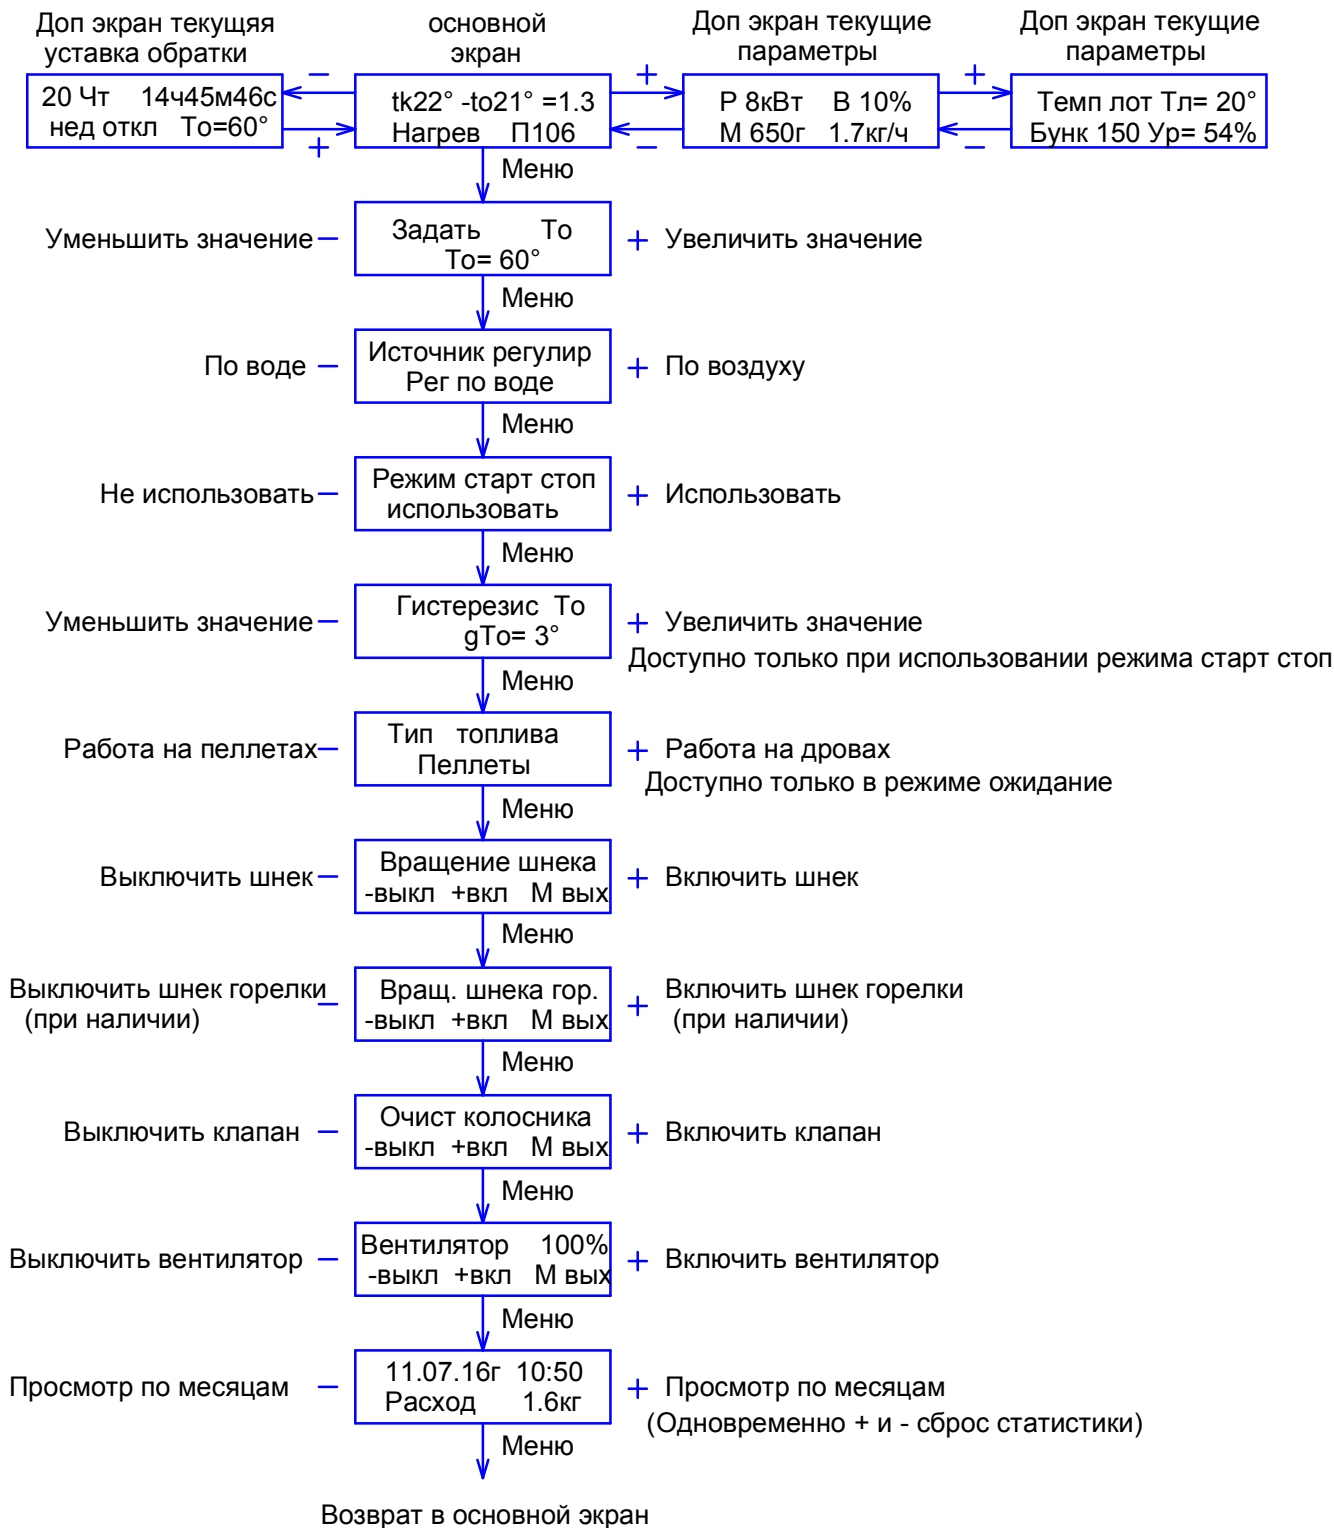 Доп экран текущяя
уставка обратки
основной
экран
Доп экран текущие
параметры
Доп экран текущие
параметры
20 Чт 14ч45м46с
нед откл То=60°
−
+
tk22° -to21° =1.3
Нагрев П106
+
−
Р 8кВт В 10%
М 650г 1.7кг/ч
+
−
Темп лот Тл= 20°
Бунк 150 Ур= 54%
Меню
Уменьшить значение −
Задать То
То= 60°
+ Увеличить значение
Меню
По воде −
Источник регулир
Рег по воде
+ По воздуху
Меню
Не использовать −
Режим старт стоп
использовать
+ Использовать
Меню
Уменьшить значение −
Гистерезис То
gТо= 3°
+ Увеличить значение
Доступно только при использовании режима старт стоп
Меню
Работа на пеллетах −
Тип топлива
Пеллеты
+ Работа на дровах
Доступно только в режиме ожидание
Меню
Выключить шнек −
Вращение шнека
-выкл +вкл М вых
+ Включить шнек
Меню
Выключить шнек горелки −
(при наличии)
Вращ. шнека гор.
-выкл +вкл М вых
+ Включить шнек горелки
(при наличии)
Меню
Выключить клапан −
Очист колосника
-выкл +вкл М вых
+ Включить клапан
Меню
Выключить вентилятор −
Вентилятор 100%
-выкл +вкл М вых
+ Включить вентилятор
Меню
Просмотр по месяцам −
11.07.16г 10:50
Расход 1.6кг
+ Просмотр по месяцам
(Одновременно + и - сброс статистики)
Меню
Возврат в основной экран